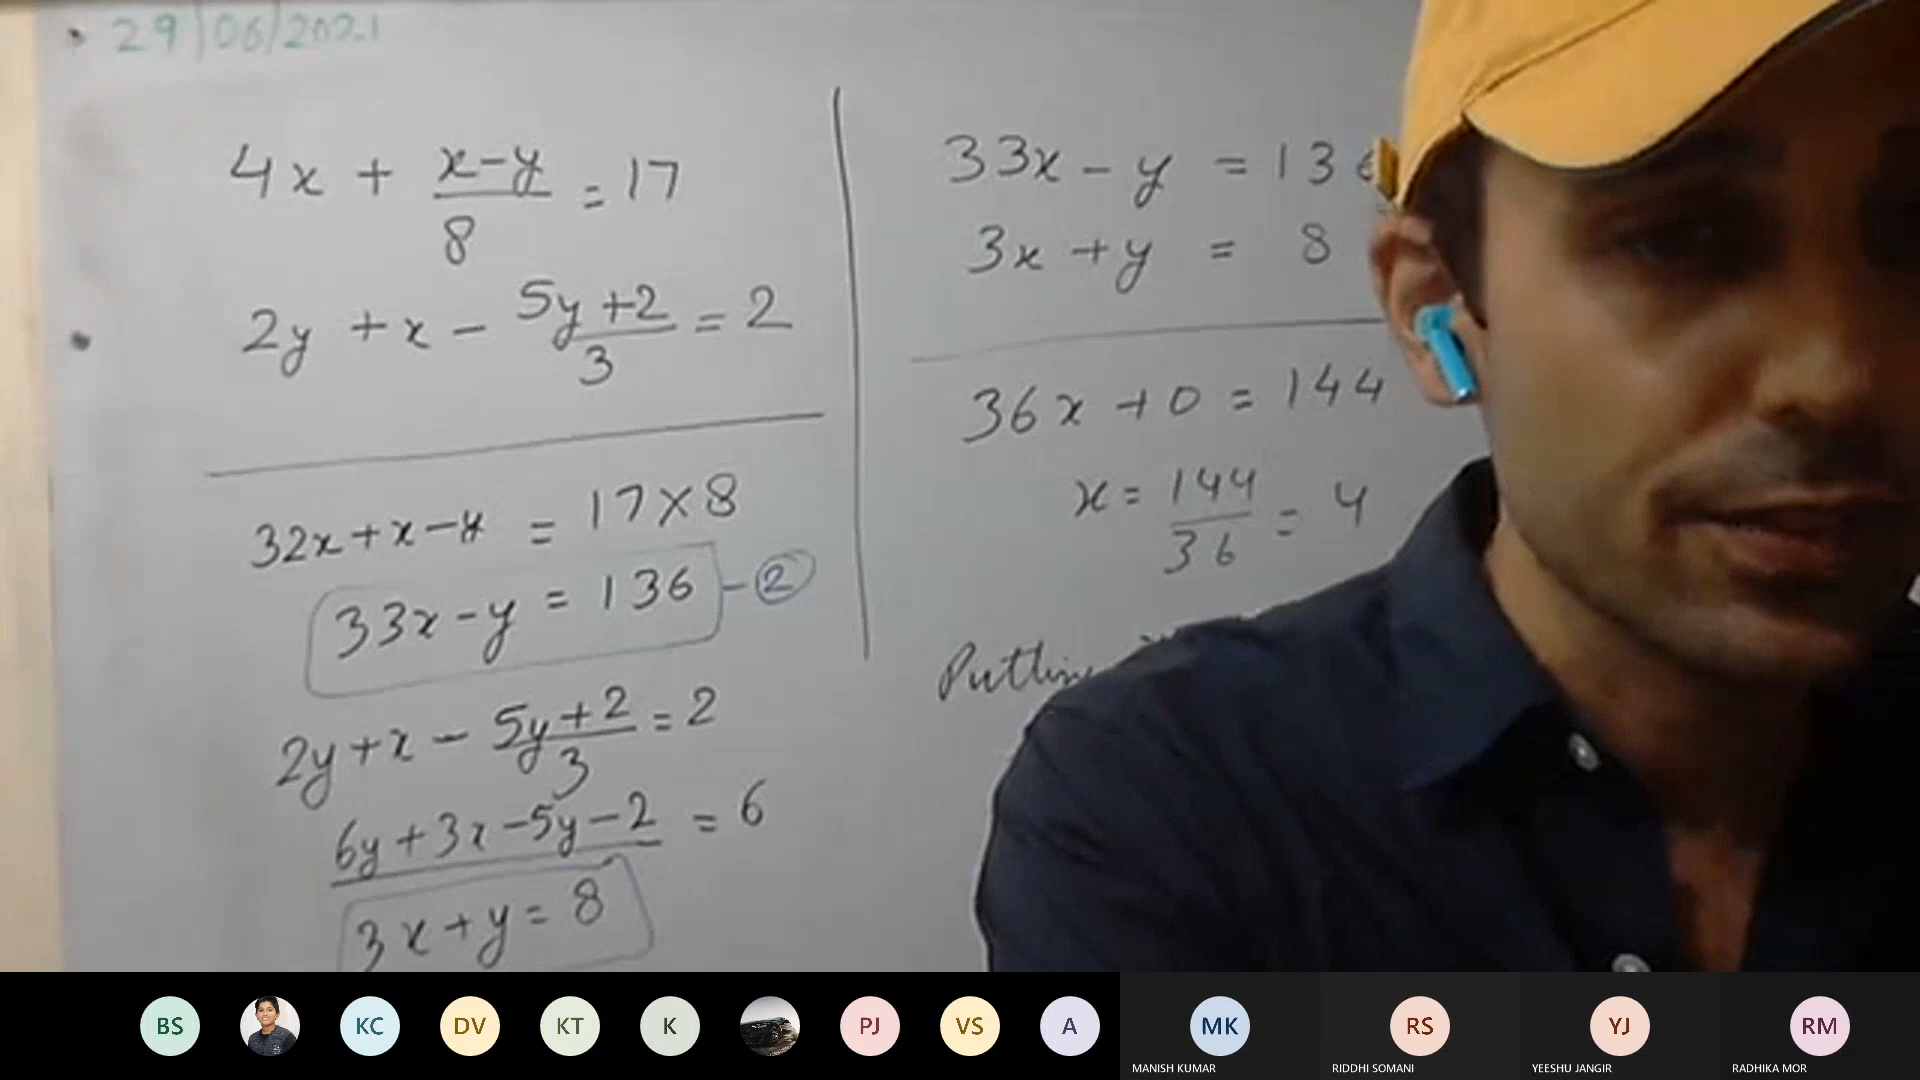 29/06/2021
4x + x-y/8 = 17
2y + x - 5y+2/3 = 2
32x+x-y = 17×8
33x-y = 136 - 2
2y+x - 5y+2/3 = 2
6y+3x-5y-2 = 6
3x+y = 8
33x - y = 136
3x + y = 8
36x + 0 = 144
x = 144/36 = 4
BS
KC
DV
KT
K
PJ
VS
A
MK
RS
YJ
RM
MANISH KUMAR
RIDDHI SOMANI
YEESHU JANGIR
RADHIKA MOR